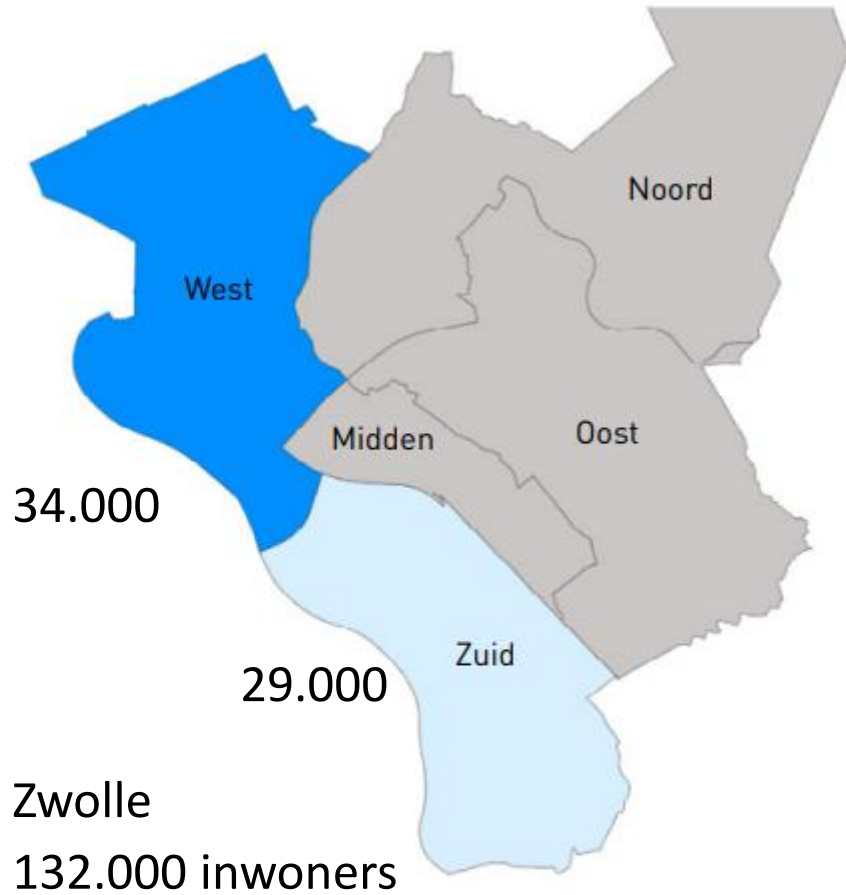 Noord
West
Midden
Oost
34.000
Zuid
29.000
Zwolle
132.000 inwoners